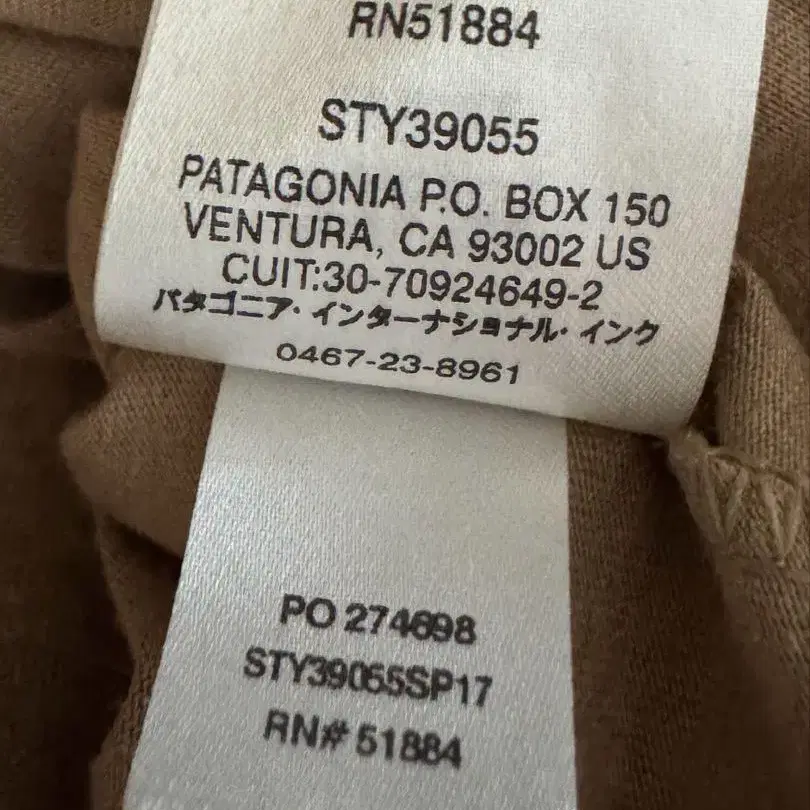 RN51884
STY39055
PATAGONIA P.O. BOX 150
VENTURA, CA 93002 US
CUIT:30-70924649-2
パタゴニア・インターナショナル・インク
0467-23-8961
PO 274698
STY39055SP17
RN# 51884